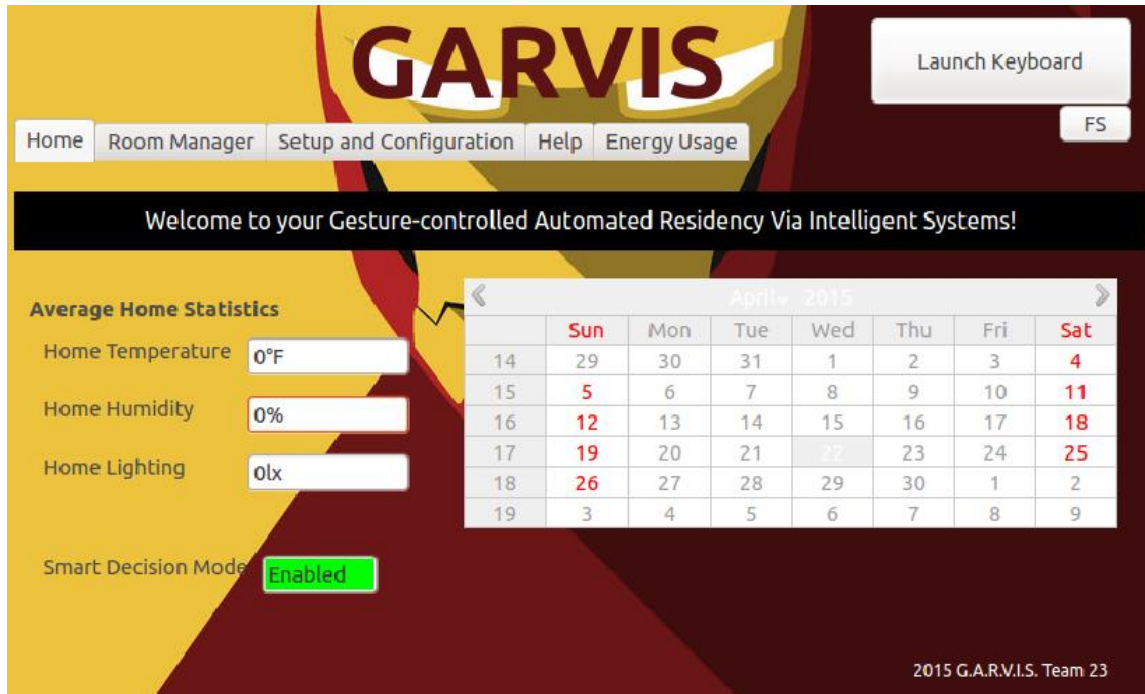 GARVIS
Launch Keyboard
FS
Home Room Manager Setup and Configuration Help Energy Usage
Welcome to your Gesture-controlled Automated Residency Via Intelligent Systems!
Average Home Statistics
Home Temperature 0°F
Home Humidity 0%
Home Lighting 0lx
Smart Decision Mode Enabled
April 2015
Sun Mon Tue Wed Thu Fri Sat
14 29 30 31 1 2 3 4
15 5 6 7 8 9 10 11
16 12 13 14 15 16 17 18
17 19 20 21 22 23 24 25
18 26 27 28 29 30 1 2
19 3 4 5 6 7 8 9
2015 G.A.R.V.I.S. Team 23